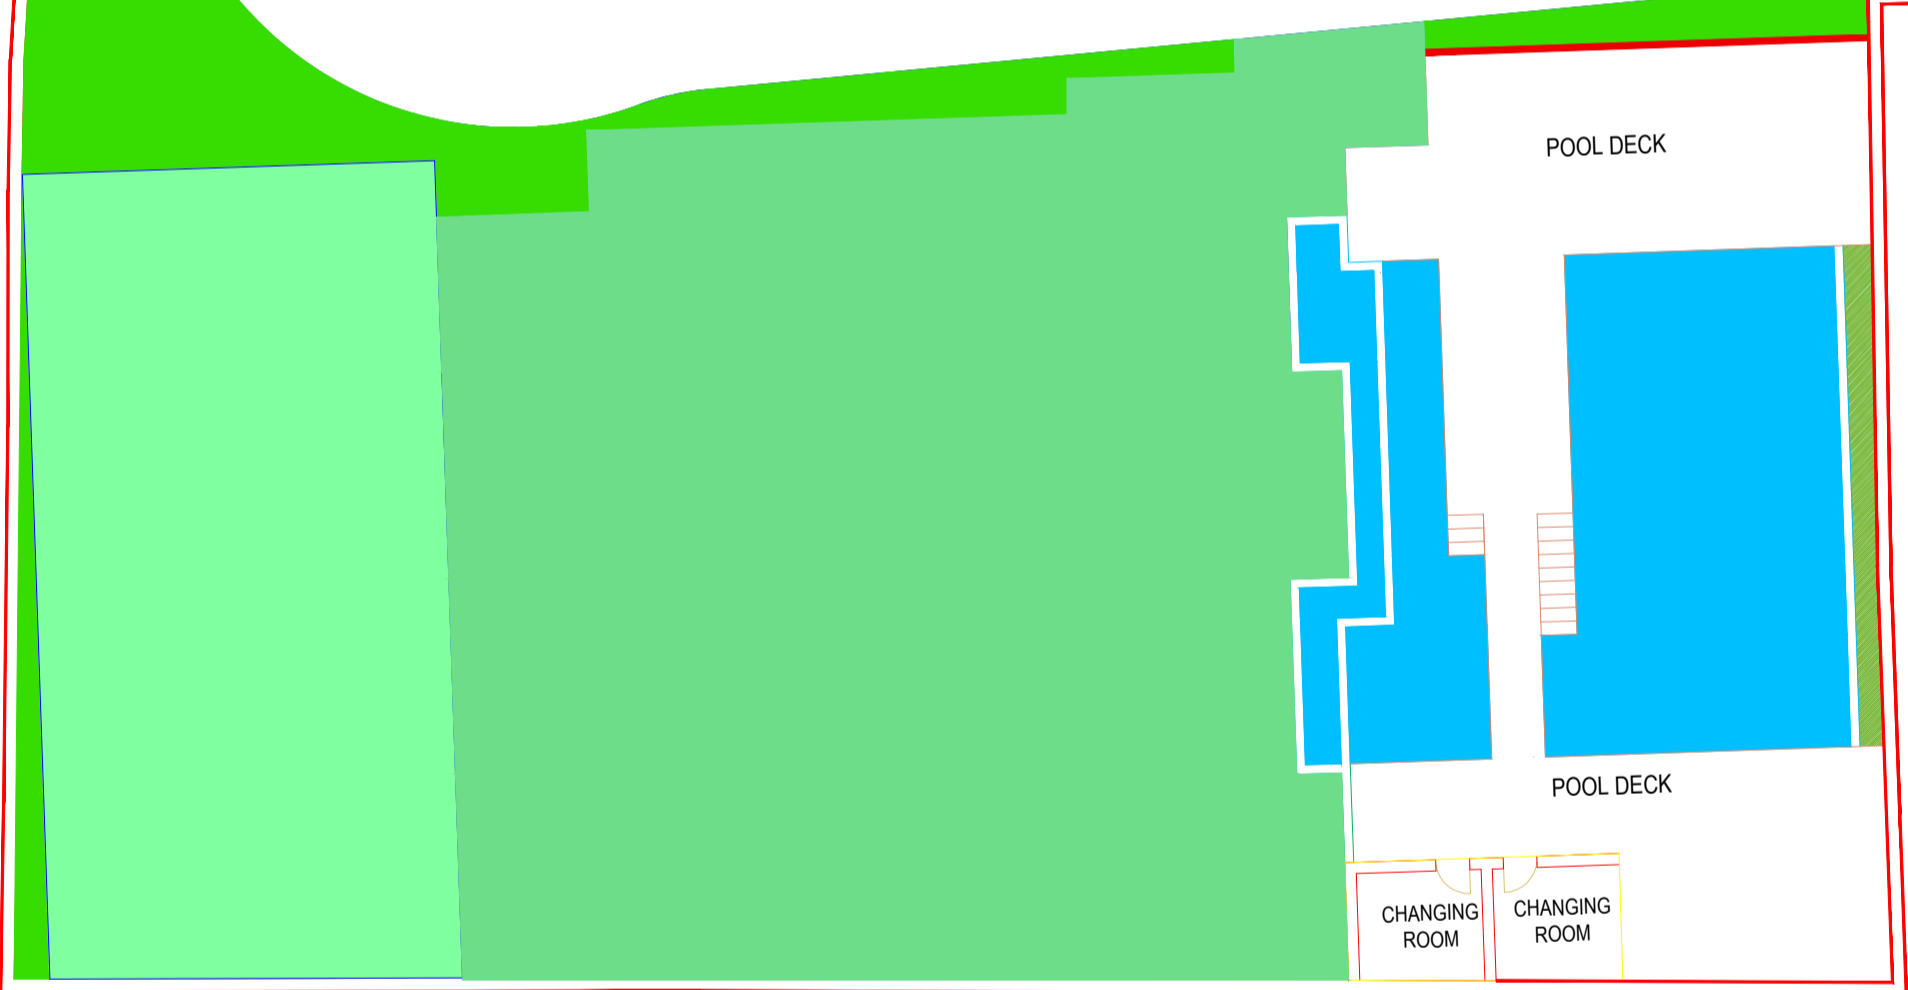 POOL DECK
POOL DECK
CHANGING
ROOM
CHANGING
ROOM